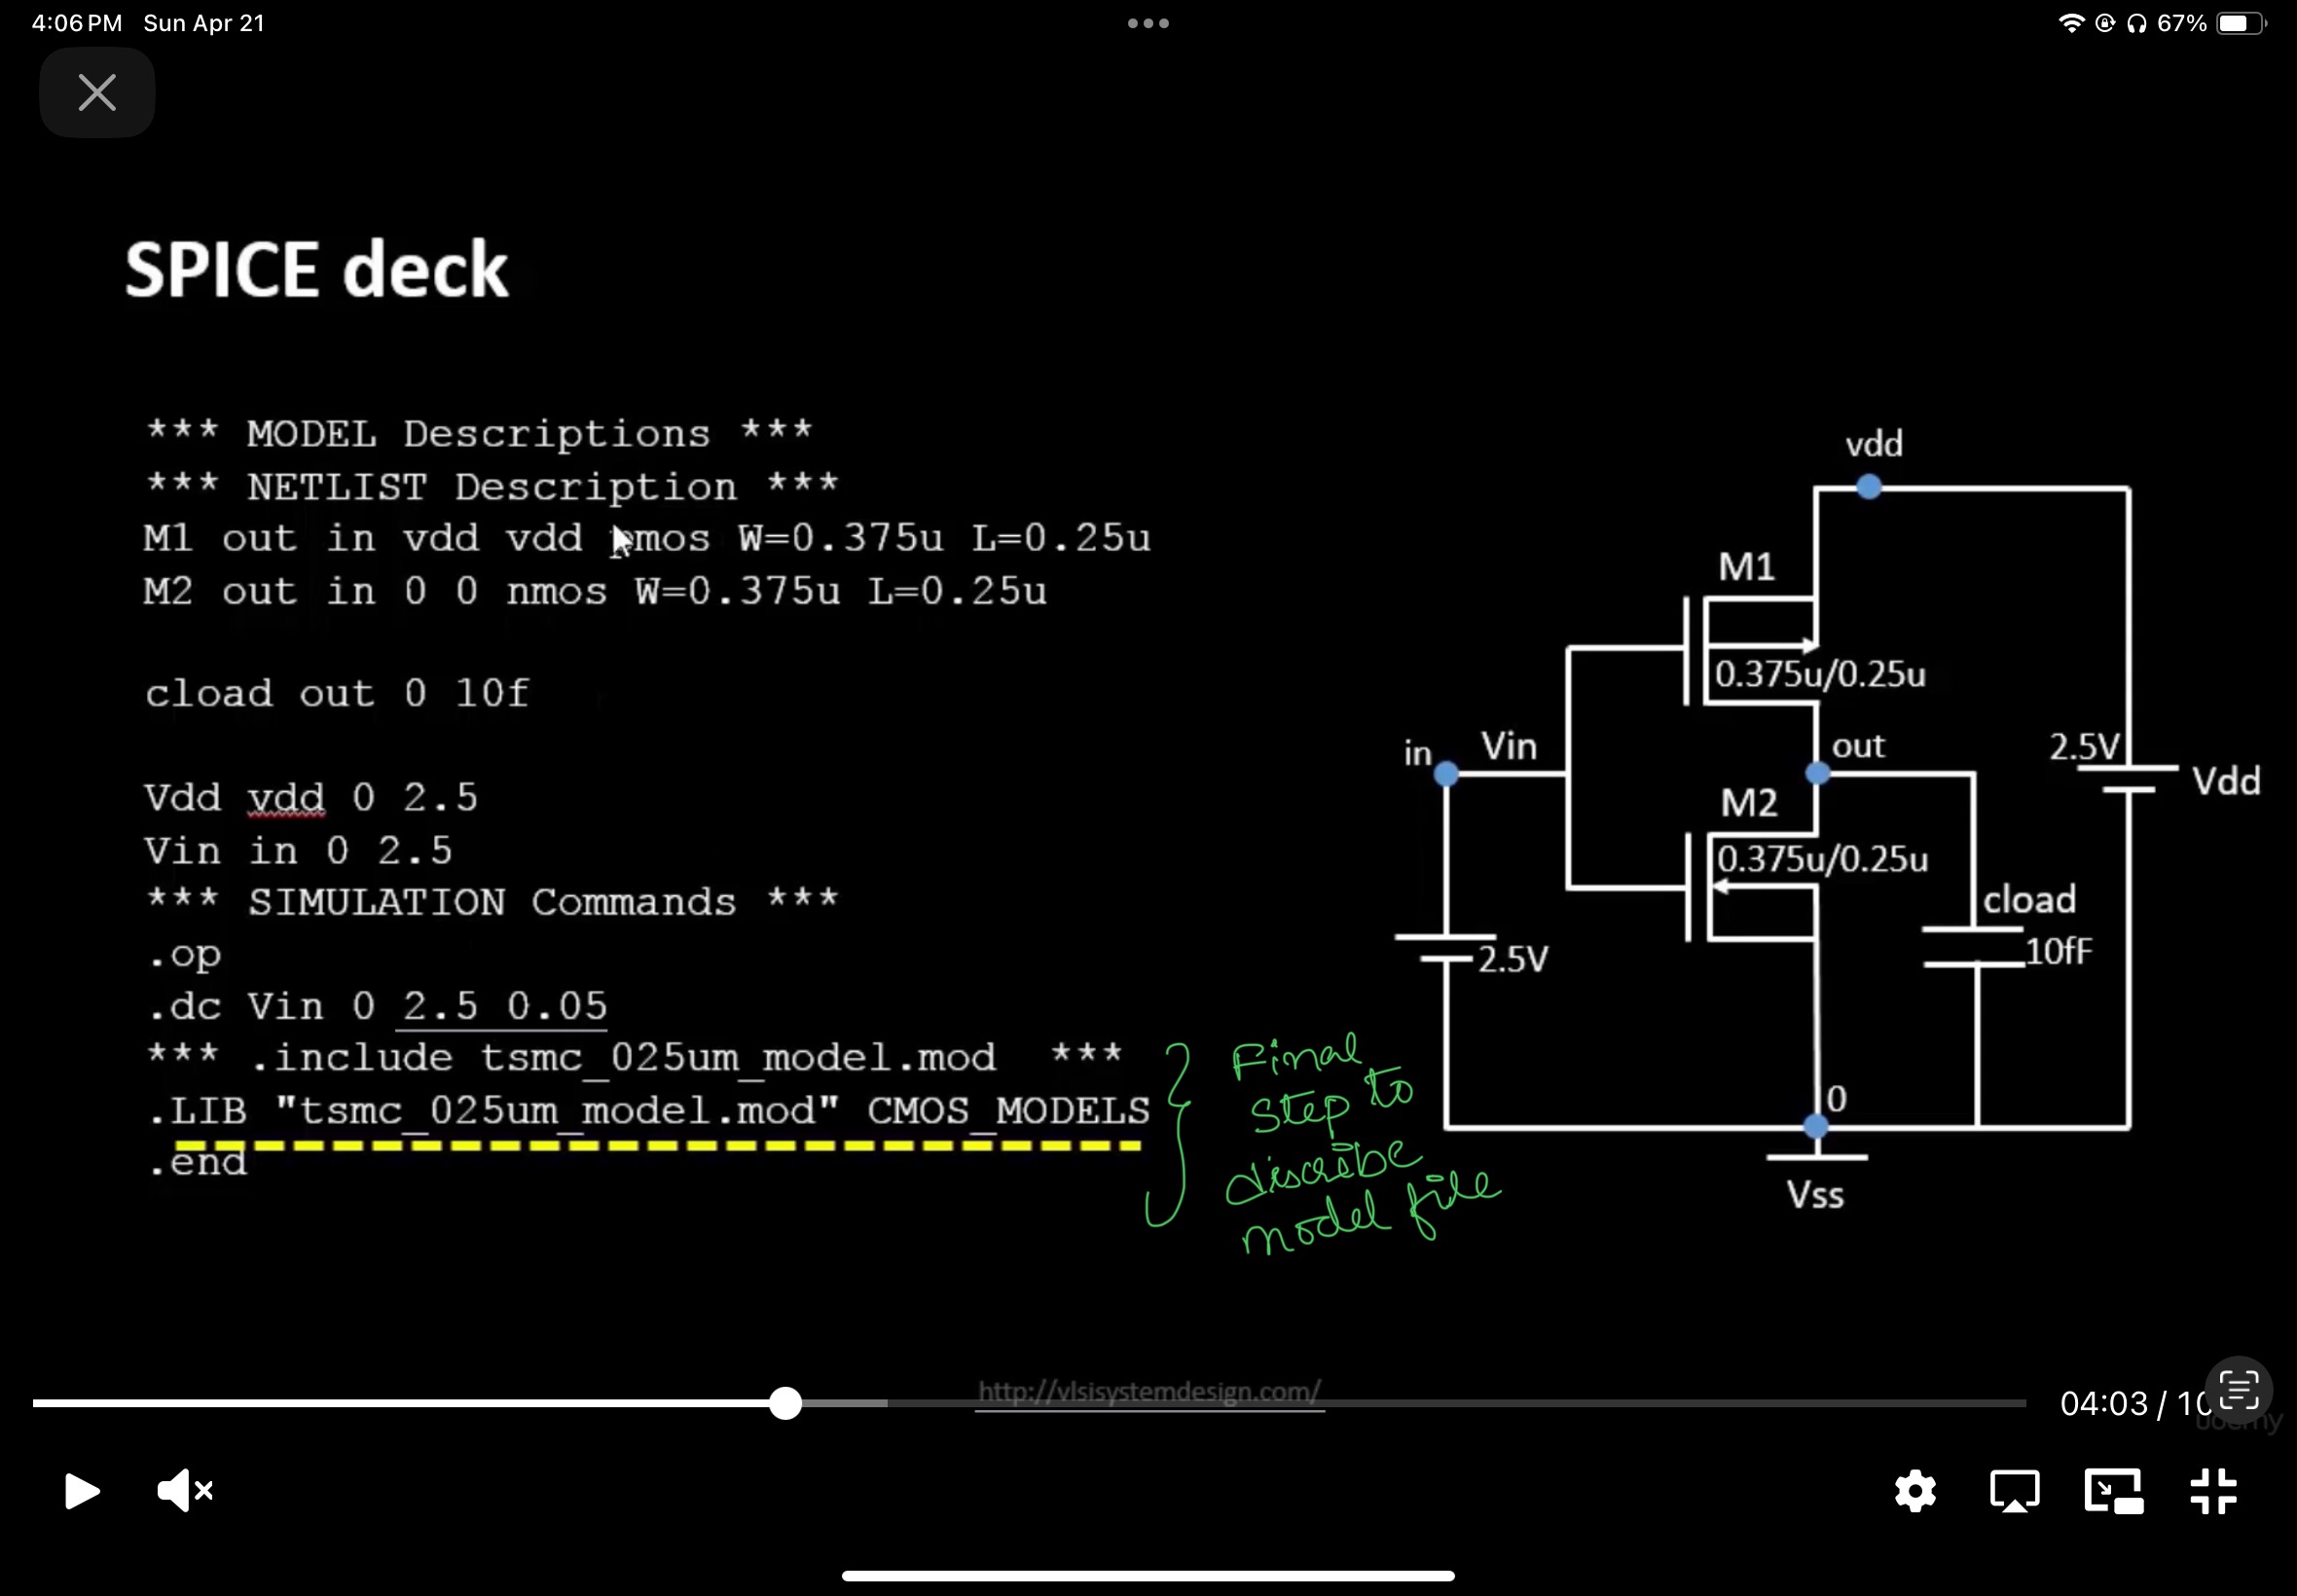 4:06 PM Sun Apr 21
67%
SPICE deck
*** MODEL Descriptions ***
*** NETLIST Description ***
M1 out in vdd vdd pmos W=0.375u L=0.25u
M2 out in 0 0 nmos W=0.375u L=0.25u
cload out 0 10f
Vdd vdd 0 2.5
Vin in 0 2.5
*** SIMULATION Commands ***
.op
.dc Vin 0 2.5 0.05
*** .include tsmc_025um_model.mod ***
.LIB "tsmc_025um_model.mod" CMOS_MODELS
.end
Final
step to
discribe
model file
vdd
M1
0.375u/0.25u
in
Vin
out
2.5V
Vdd
M2
0.375u/0.25u
cload
10fF
2.5V
0
Vss
http://vlsisystemdesign.com/
04:03 / 10
udemy